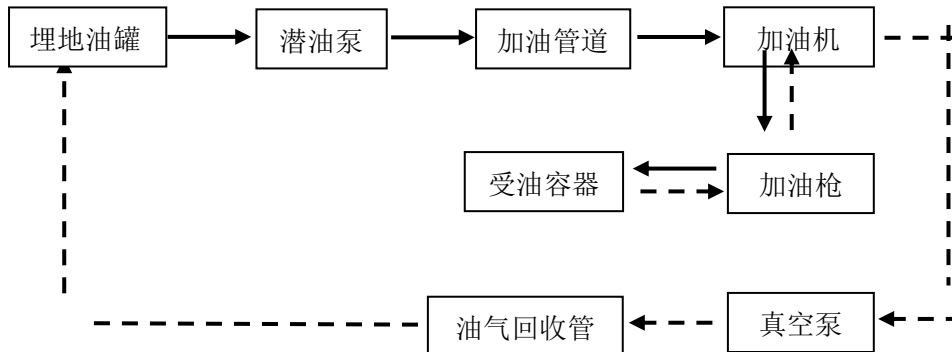 埋地油罐
潜油泵
加油管道
加油机
受油容器
加油枪
油气回收管
真空泵